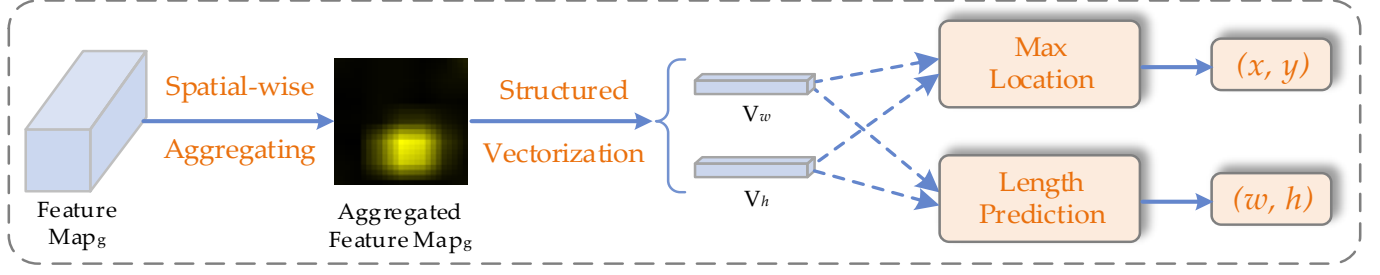 Feature
Map_g
Spatial-wise
Aggregating
Aggregated
Feature Map_g
Structured
Vectorization
V_w
V_h
Max
Location
(x, y)
Length
Prediction
(w, h)